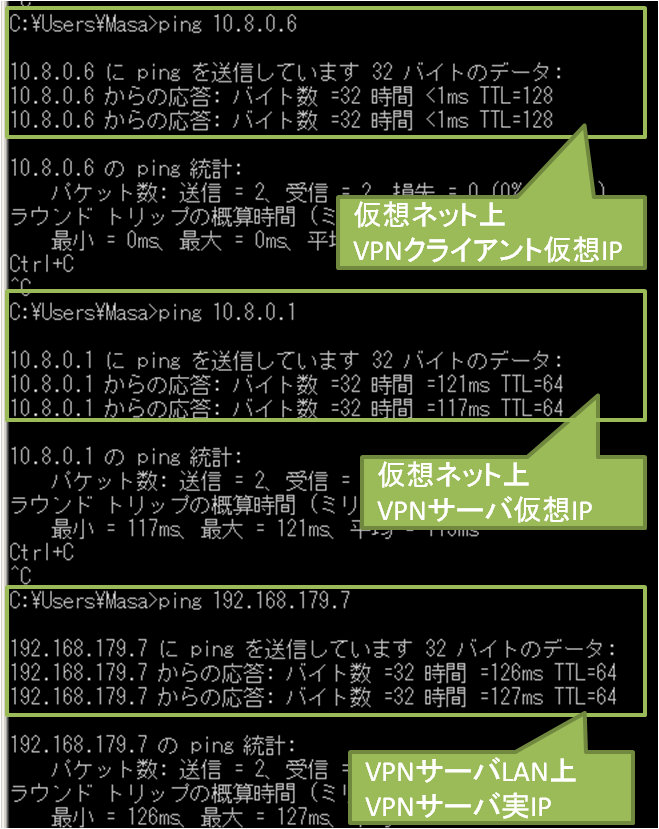 C:¥Users¥Masa>ping 10.8.0.6
10.8.0.6 に ping を送信しています 32 バイトのデータ:
10.8.0.6 からの応答: バイト数 =32 時間 <1ms TTL=128
10.8.0.6 からの応答: バイト数 =32 時間 <1ms TTL=128
10.8.0.6 の ping 統計:
パケット数: 送信 = 2、受信 = 2、損失 = 0 (0%
ラウンド トリップの概算時間 (ミ
最小 = 0ms、最大 = 0ms、平
仮想ネット上
VPNクライアント仮想IP
Ctrl+C
^C
C:¥Users¥Masa>ping 10.8.0.1
10.8.0.1 に ping を送信しています 32 バイトのデータ:
10.8.0.1 からの応答: バイト数 =32 時間 =121ms TTL=64
10.8.0.1 からの応答: バイト数 =32 時間 =117ms TTL=64
10.8.0.1 の ping 統計:
パケット数: 送信 = 2、受信 =
ラウンド トリップの概算時間 (ミリ
最小 = 117ms、最大 = 121ms、
仮想ネット上
VPNサーバ仮想IP
Ctrl+C
^C
C:¥Users¥Masa>ping 192.168.179.7
192.168.179.7 に ping を送信しています 32 バイトのデータ:
192.168.179.7 からの応答: バイト数 =32 時間 =126ms TTL=64
192.168.179.7 からの応答: バイト数 =32 時間 =127ms TTL=64
192.168.179.7 の ping 統計:
パケット数: 送信 = 2、受信 =
ラウンド トリップの概算時間 (ミリ
最小 = 126ms、最大 = 127ms、
VPNサーバLAN上
VPNサーバ実IP